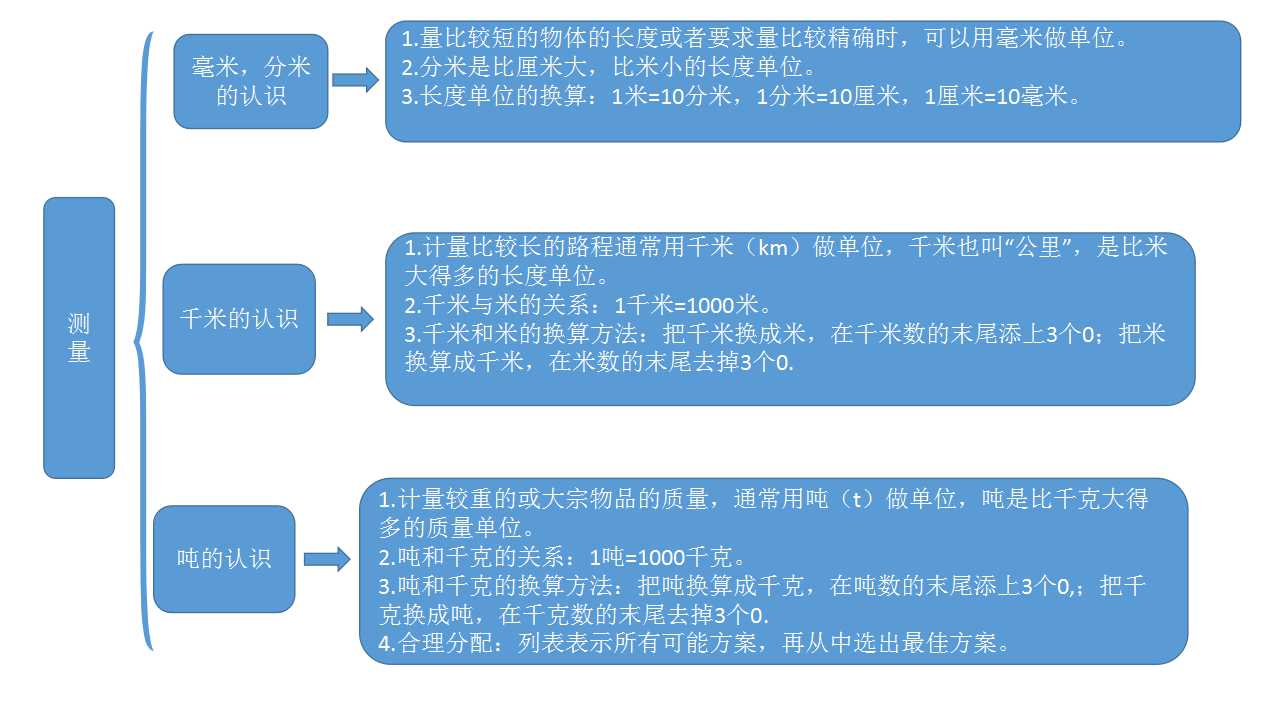 测
量
毫米，分米
的认识
1.量比较短的物体的长度或者要求量比较精确时，可以用毫米做单位。
2.分米是比厘米大，比米小的长度单位。
3.长度单位的换算：1米=10分米，1分米=10厘米，1厘米=10毫米。
千米的认识
1.计量比较长的路程通常用千米（km）做单位，千米也叫“公里”，是比米
大得多的长度单位。
2.千米与米的关系：1千米=1000米。
3.千米和米的换算方法：把千米换成米，在千米数的末尾添上3个0；把米
换算成千米，在米数的末尾去掉3个0.
吨的认识
1.计量较重的或大宗物品的质量，通常用吨（t）做单位，吨是比千克大得
多的质量单位。
2.吨和千克的关系：1吨=1000千克。
3.吨和千克的换算方法：把吨换算成千克，在吨数的末尾添上3个0,；把千
克换成吨，在千克数的末尾去掉3个0.
4.合理分配：列表表示所有可能方案，再从中选出最佳方案。